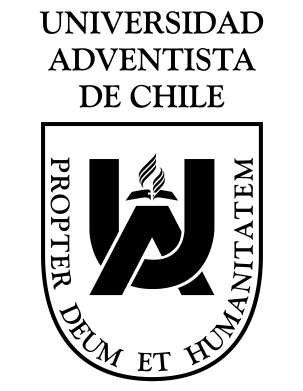 UNIVERSIDAD
ADVENTISTA
DE CHILE
PROPTER DEUM ET HUMANITATEM